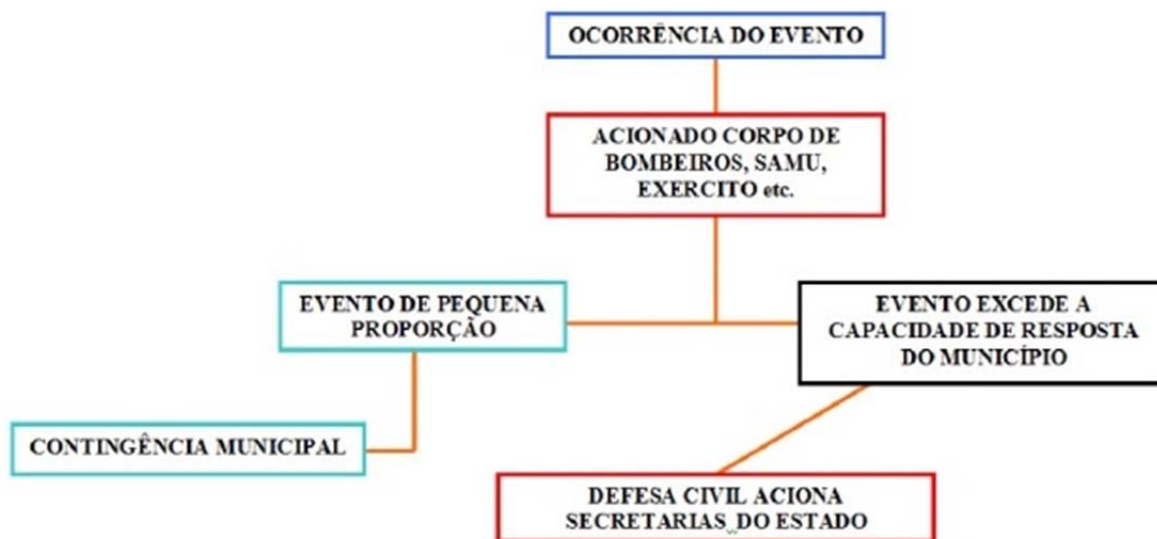 OCORRÊNCIA DO EVENTO
ACIONADO CORPO DE
BOMBEIROS, SAMU,
EXERCITO etc.
EVENTO DE PEQUENA
PROPORÇÃO
EVENTO EXCEDE A
CAPACIDADE DE RESPOSTA
DO MUNICÍPIO
CONTINGÊNCIA MUNICIPAL
DEFESA CIVIL ACIONA
SECRETARIAS DO ESTADO